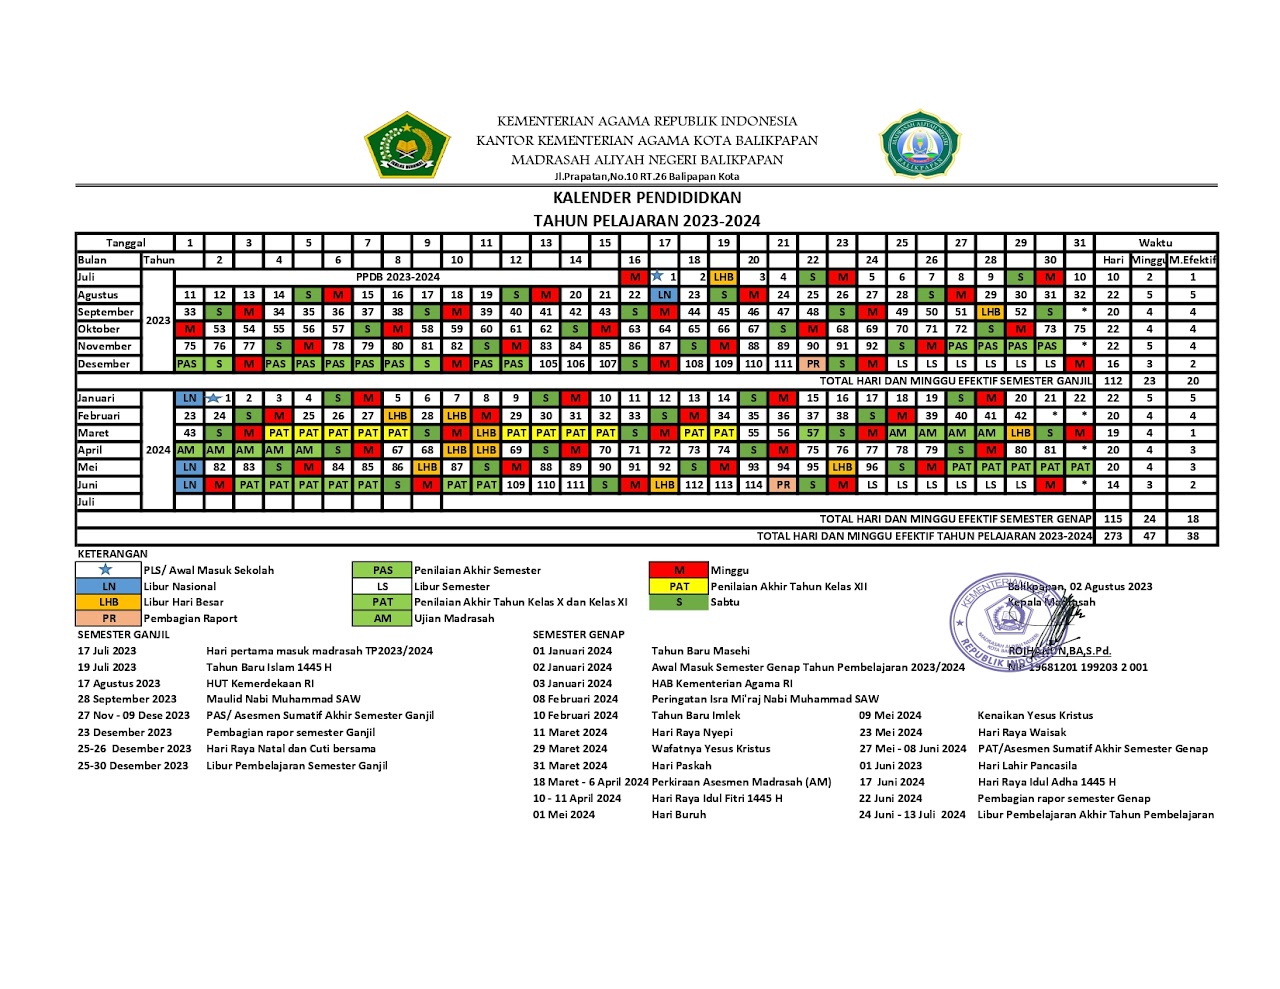 KEMENTERIAN AGAMA REPUBLIK INDONESIA
KANTOR KEMENTERIAN AGAMA KOTA BALIKPAPAN
MADRASAH ALIYAH NEGERI BALIKPAPAN
Jl.Prapatan,No.10 RT.26 Balipapan Kota
KALENDER PENDIDIDKAN
TAHUN PELAJARAN 2023-2024
Tanggal 1 3 5 7 9 11 13 15 17 19 21 23 25 27 29 31 Waktu
Bulan Tahun 2 4 6 8 10 12 14 16 18 20 22 24 26 28 30 Hari Minggu M.Efektif
Juli PPDB 2023-2024 M 1 2 LHB 3 4 S M 5 6 7 8 9 S M 10 10 2 1
Agustus 11 12 13 14 S M 15 16 17 18 19 S M 20 21 22 LN 23 S M 24 25 26 27 28 S M 29 30 31 32 22 5 5
September 33 S M 34 35 36 37 38 S M 39 40 41 42 43 S M 44 45 46 47 48 S M 49 50 51 LHB 52 S * 20 4 4
2023
Oktober M 53 54 55 56 57 S M 58 59 60 61 62 S M 63 64 65 66 67 S M 68 69 70 71 72 S M 73 75 22 4 4
November 75 76 77 S M 78 79 80 81 82 S M 83 84 85 86 87 S M 88 89 90 91 92 S M PAS PAS PAS PAS * 22 5 4
Desember PAS S M PAS PAS PAS PAS PAS S M PAS PAS 105 106 107 S M 108 109 110 111 PR S M LS LS LS LS LS LS M 16 3 2
TOTAL HARI DAN MINGGU EFEKTIF SEMESTER GANJIL 112 23 20
Januari LN 1 2 3 4 S M 5 6 7 8 9 S M 10 11 12 13 14 S M 15 16 17 18 19 S M 20 21 22 22 5 5
Februari 23 24 S M 25 26 27 LHB 28 LHB M 29 30 31 32 33 S M 34 35 36 37 38 S M 39 40 41 42 * * 20 4 4
Maret 43 S M PAT PAT PAT PAT PAT S M LHB PAT PAT PAT PAT S M PAT PAT 55 56 57 S M AM AM AM AM LHB S M 19 4 1
April 2024 AM AM AM AM AM S M 67 68 LHB LHB 69 S M 70 71 72 73 74 S M 75 76 77 78 79 S M 80 81 * 20 4 3
Mei LN 82 83 S M 84 85 86 LHB 87 S M 88 89 90 91 92 S M 93 94 95 LHB 96 S M PAT PAT PAT PAT PAT 20 4 3
Juni LN M PAT PAT PAT PAT PAT S M PAT PAT 109 110 111 S M LHB 112 113 114 PR S M LS LS LS LS LS LS M * 14 3 2
Juli
TOTAL HARI DAN MINGGU EFEKTIF SEMESTER GENAP 115 24 18
TOTAL HARI DAN MINGGU EFEKTIF TAHUN PELAJARAN 2023-2024 273 47 38
KETERANGAN
PLS/ Awal Masuk Sekolah PAS Penilaian Akhir Semester M Minggu
LN Libur Nasional LS Libur Semester PAT Penilaian Akhir Tahun Kelas XII
LHB Libur Hari Besar PAT Penilaian Akhir Tahun Kelas X dan Kelas XI S Sabtu
PR Pembagian Raport AM Ujian Madrasah
Balikpapan, 02 Agustus 2023
Kepala Madrasah
NIP 19681201 199203 2 001
SEMESTER GANJIL
17 Juli 2023 Hari pertama masuk madrasah TP2023/2024
19 Juli 2023 Tahun Baru Islam 1445 H
17 Agustus 2023 HUT Kemerdekaan RI
28 September 2023 Maulid Nabi Muhammad SAW
27 Nov - 09 Dese 2023 PAS/ Asesmen Sumatif Akhir Semester Ganjil
23 Desember 2023 Pembagian rapor semester Ganjil
25-26 Desember 2023 Hari Raya Natal dan Cuti bersama
25-30 Desember 2023 Libur Pembelajaran Semester Ganjil
SEMESTER GENAP
01 Januari 2024 Tahun Baru Masehi
02 Januari 2024 Awal Masuk Semester Genap Tahun Pembelajaran 2023/2024
03 Januari 2024 HAB Kementerian Agama RI
08 Februari 2024 Peringatan Isra Mi'raj Nabi Muhammad SAW
10 Februari 2024 Tahun Baru Imlek
11 Maret 2024 Hari Raya Nyepi
29 Maret 2024 Wafatnya Yesus Kristus
31 Maret 2024 Hari Paskah
18 Maret - 6 April 2024 Perkiraan Asesmen Madrasah (AM)
10 - 11 April 2024 Hari Raya Idul Fitri 1445 H
01 Mei 2024 Hari Buruh
09 Mei 2024 Kenaikan Yesus Kristus
23 Mei 2024 Hari Raya Waisak
27 Mei - 08 Juni 2024 PAT/Asesmen Sumatif Akhir Semester Genap
01 Juni 2023 Hari Lahir Pancasila
17 Juni 2024 Hari Raya Idul Adha 1445 H
22 Juni 2024 Pembagian rapor semester Genap
24 Juni - 13 Juli 2024 Libur Pembelajaran Akhir Tahun Pembelajaran